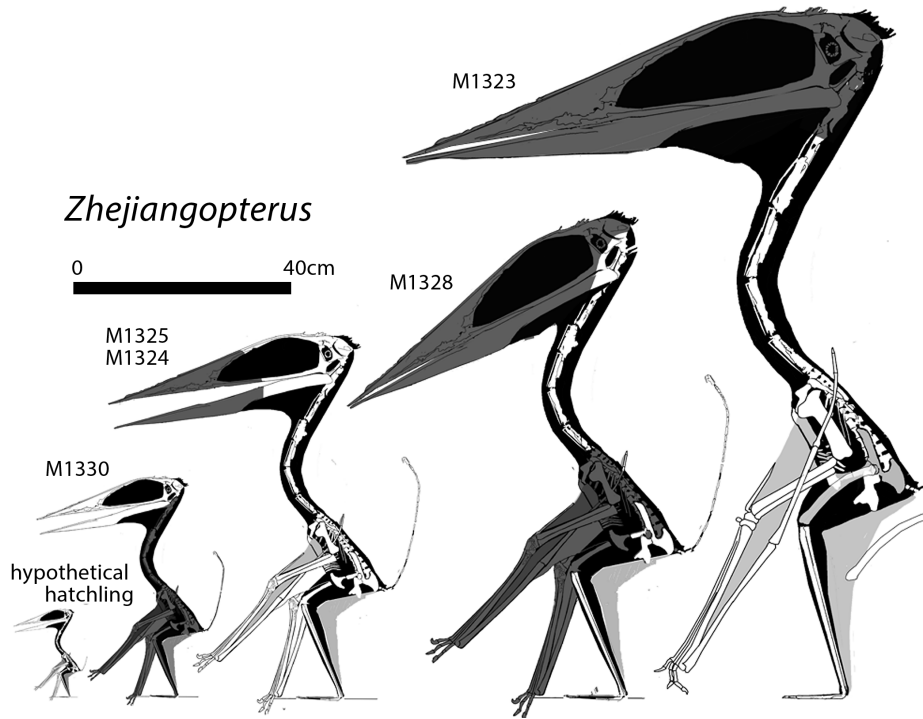 M1323
Zhejiangopterus
0 40cm
M1328
M1325
M1324
M1330
hypothetical
hatchling